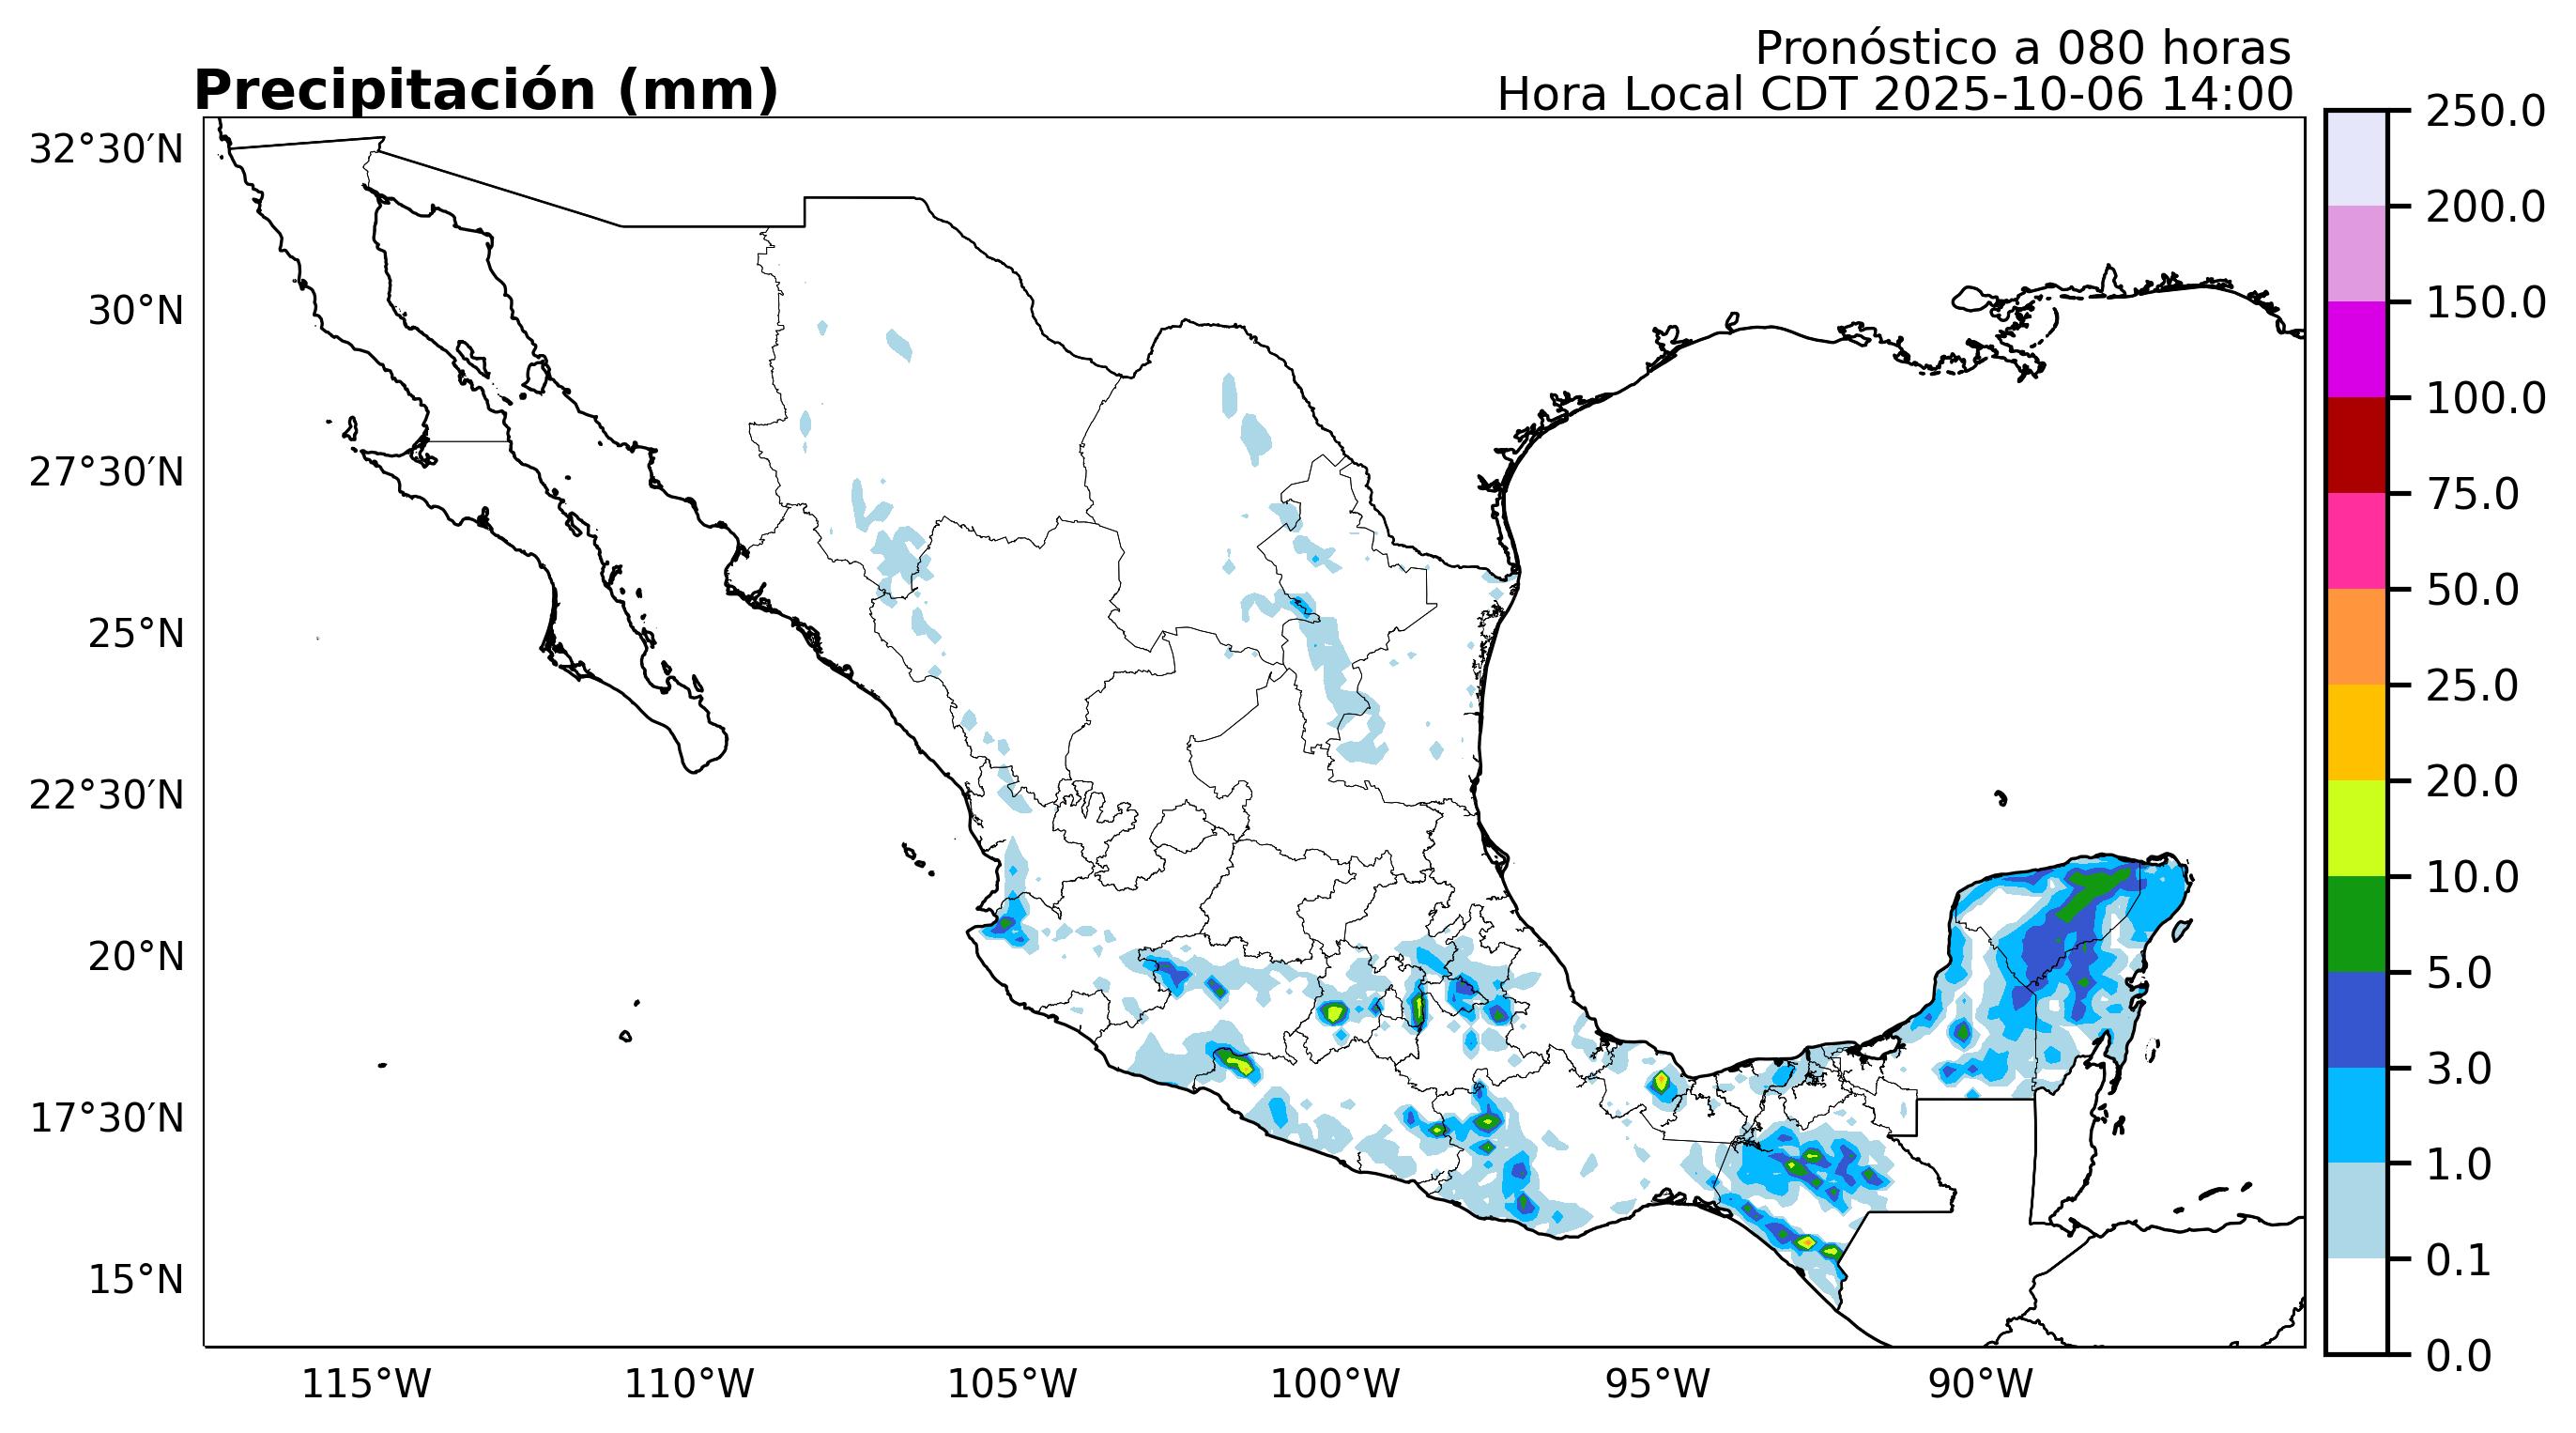 Pronóstico a 080 horas
Precipitación (mm)
Hora Local CDT 2025-10-06 14:00
32°30′N
30°N
27°30′N
25°N
22°30′N
20°N
17°30′N
15°N
115°W
110°W
105°W
100°W
95°W
90°W
250.0
200.0
150.0
100.0
75.0
50.0
25.0
20.0
10.0
5.0
3.0
1.0
0.1
0.0